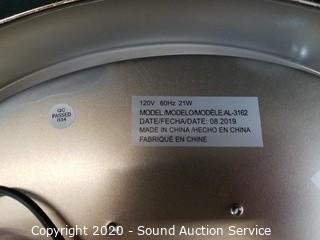 120V 60Hz 21W
MODEL/MODELO/MODÈLE:AL-3162
DATE/FECHA/DATE: 08.2019
MADE IN CHINA /HECHO EN CHINA
FABRIQUÉ EN CHINE
QC
PASSED
034
Copyright 2020 - Sound Auction Service